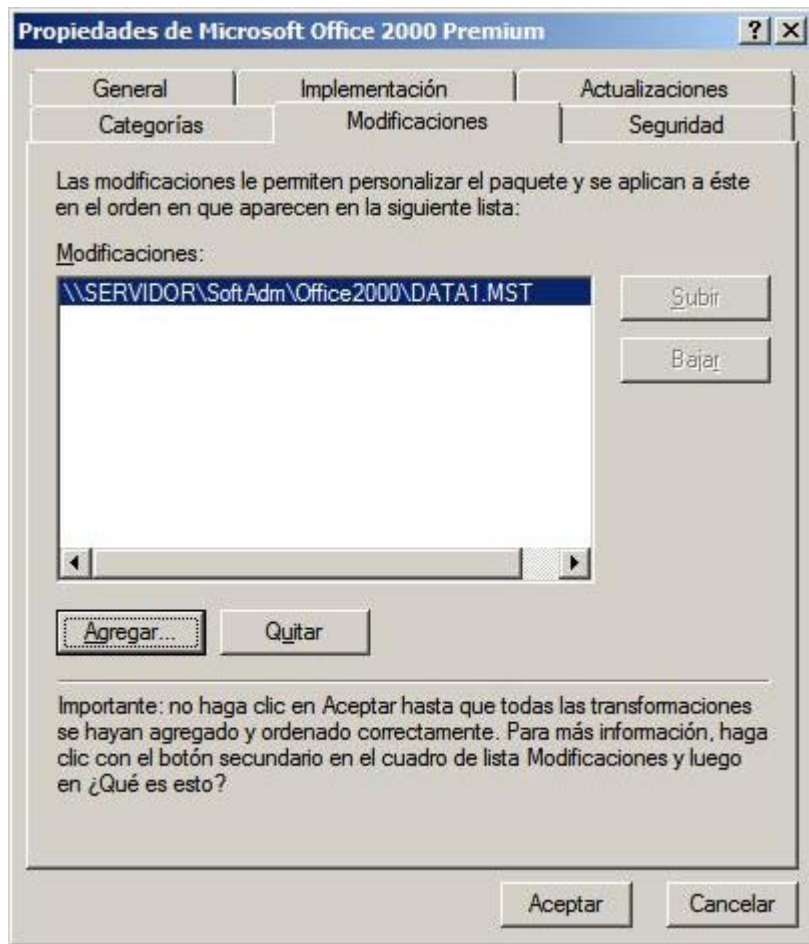 Propiedades de Microsoft Office 2000 Premium
General Implementación Actualizaciones
Categorías Modificaciones Seguridad
Las modificaciones le permiten personalizar el paquete y se aplican a éste
en el orden en que aparecen en la siguiente lista:
Modificaciones:
\\SERVIDOR\SoftAdm\Office2000\DATA1.MST
Subir
Bajar
Agregar... Quitar
Importante: no haga clic en Aceptar hasta que todas las transformaciones
se hayan agregado y ordenado correctamente. Para más información, haga
clic con el botón secundario en el cuadro de lista Modificaciones y luego
en ¿Qué es esto?
Aceptar Cancelar